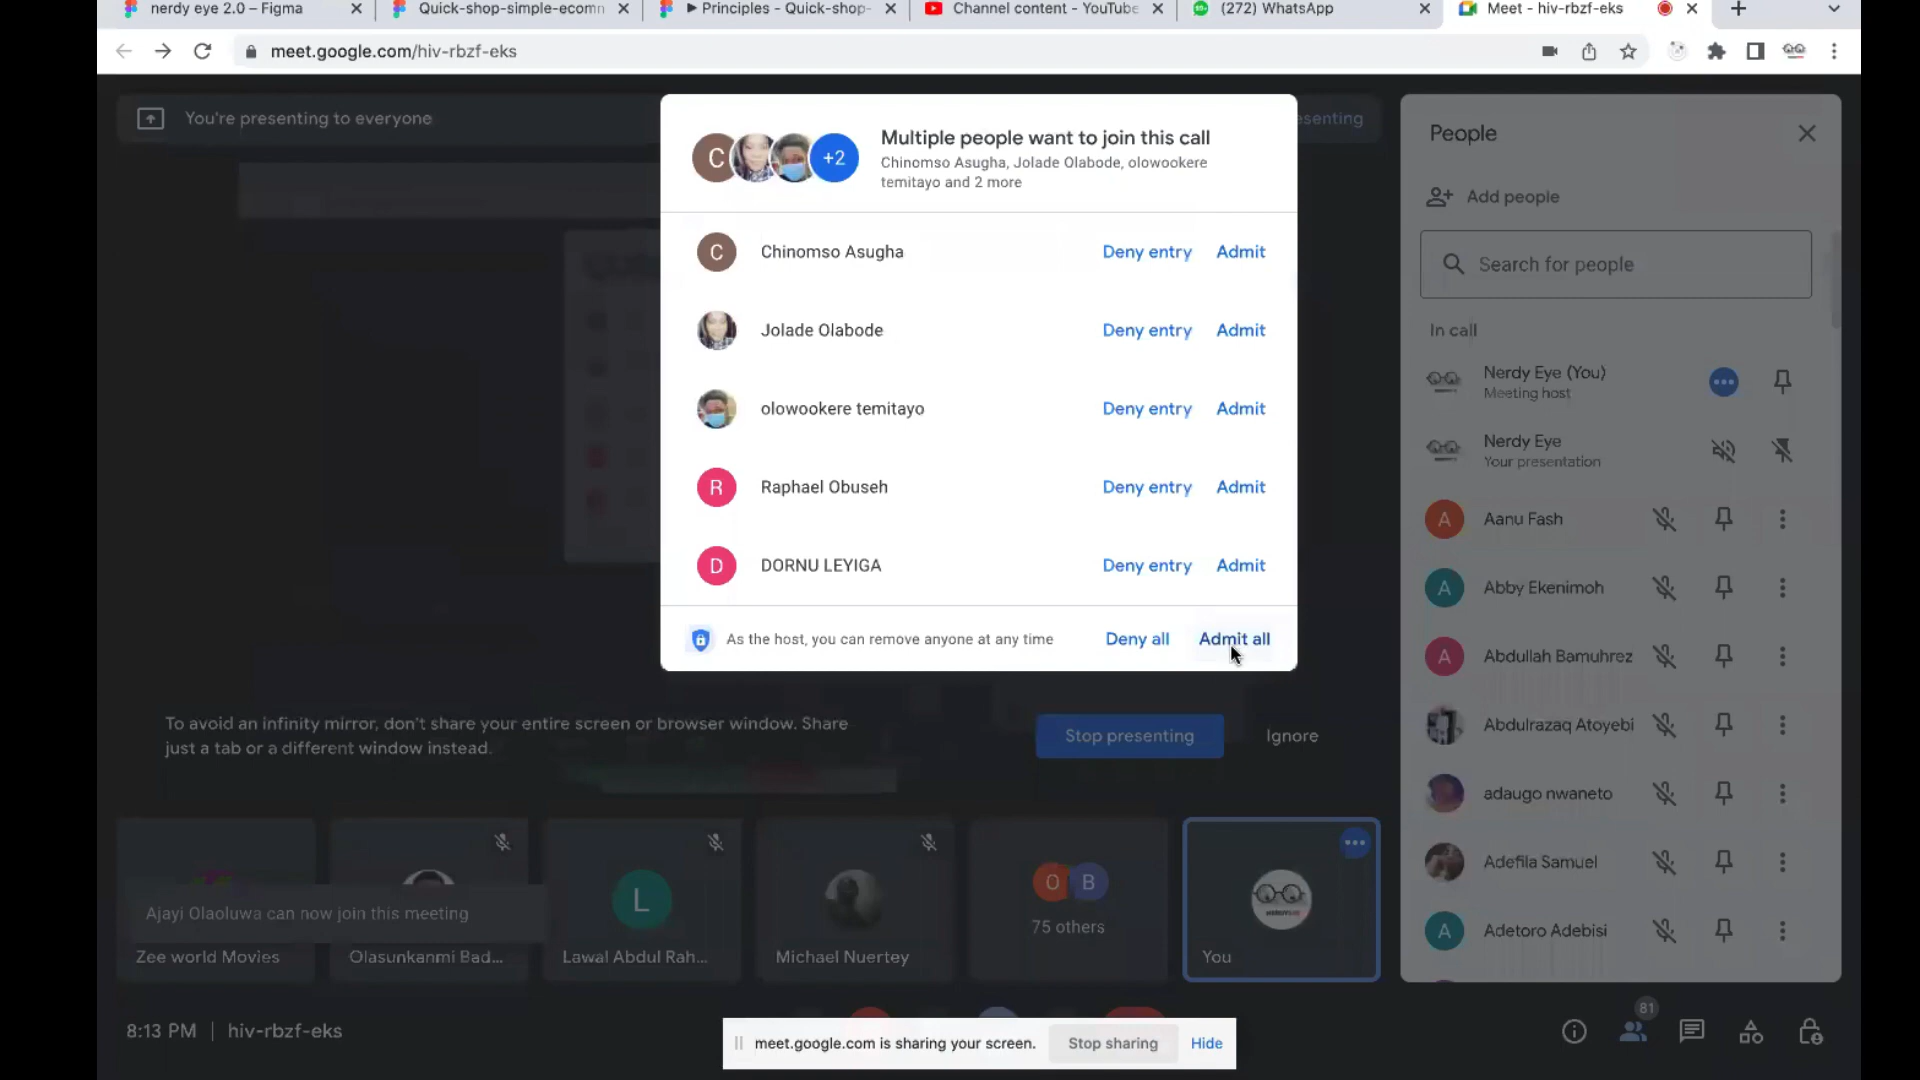 nerdy eye 2.0 – Figma
Quick-shop-simple-ecomn
Principles - Quick-shop-
Channel content - YouTube
(272) WhatsApp
Meet - hiv-rbzf-eks
meet.google.com/hiv-rbzf-eks
You're presenting to everyone
esenting
Multiple people want to join this call
Chinomso Asugha, Jolade Olabode, olowookere
temitayo and 2 more
C
+2
C Chinomso Asugha Deny entry Admit
Jolade Olabode Deny entry Admit
olowookere temitayo Deny entry Admit
R Raphael Obuseh Deny entry Admit
D DORNU LEYIGA Deny entry Admit
As the host, you can remove anyone at any time Deny all Admit all
People
Add people
Search for people
In call
Nerdy Eye (You)
Meeting host
Nerdy Eye
Your presentation
A Aanu Fash
A Abby Ekenimoh
A Abdullah Bamuhrez
Abdulrazaq Atoyebi
adaugo nwaneto
Adefila Samuel
A Adetoro Adebisi
To avoid an infinity mirror, don't share your entire screen or browser window. Share
just a tab or a different window instead.
Stop presenting Ignore
Ajayi Olaoluwa can now join this meeting
Zee world Movies
Olasunkanmi Bad...
L
Lawal Abdul Rah...
Michael Nuertey
O B
75 others
You
8:13 PM | hiv-rbzf-eks
meet.google.com is sharing your screen. Stop sharing Hide
81